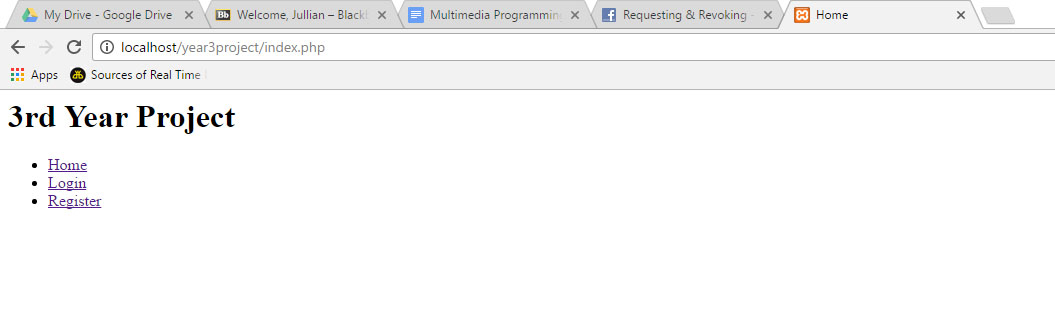 My Drive - Google Drive
Bb Welcome, Jullian – Blackb
Multimedia Programming
Requesting & Revoking -
Home
localhost/year3project/index.php
Apps
Sources of Real Time
3rd Year Project
Home
Login
Register